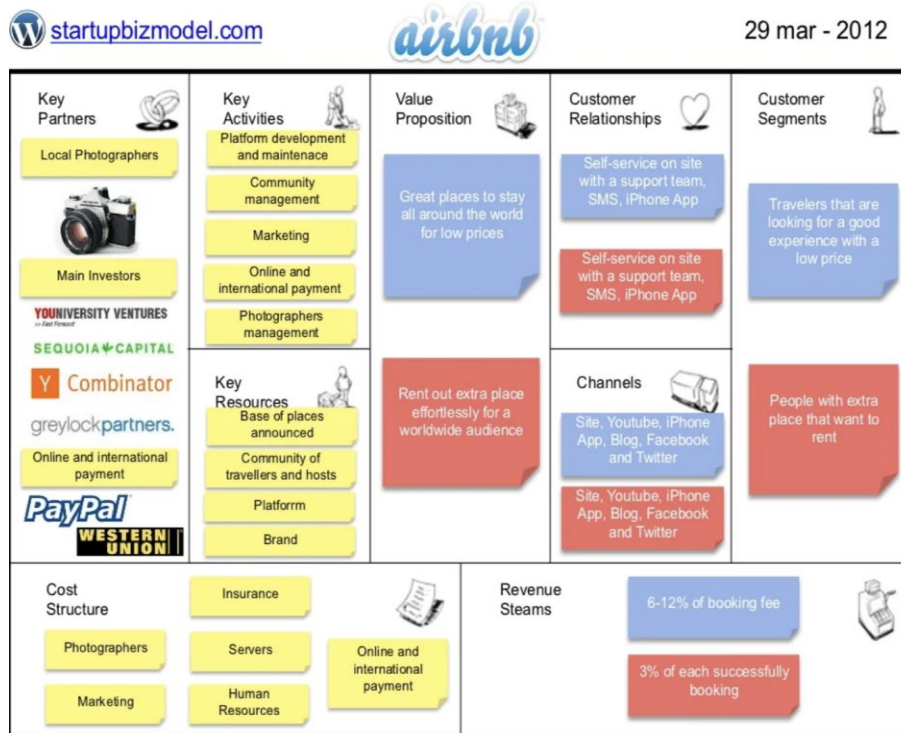 startupbizmodel.com
airbnb
29 mar - 2012
Key
Partners
Local Photographers
Main Investors
YOUNIVERSITY VENTURES
>> Fast Forward
SEQUOIA CAPITAL
Y Combinator
greylockpartners.
Online and international
payment
PayPal
WESTERN
UNION
Key
Activities
Platform development
and maintenace
Community
management
Marketing
Online and
international payment
Photographers
management
Key
Resources
Base of places
announced
Community of
travellers and hosts
Platforrm
Brand
Value
Proposition
Great places to stay
all around the world
for low prices
Rent out extra place
effortlessly for a
worldwide audience
Customer
Relationships
Self-service on site
with a support team,
SMS, iPhone App
Self-service on site
with a support team,
SMS, iPhone App
Channels
Site, Youtube, iPhone
App, Blog, Facebook
and Twitter
Site, Youtube, iPhone
App, Blog, Facebook
and Twitter
Customer
Segments
Travelers that are
looking for a good
experience with a
low price
People with extra
place that want to
rent
Cost
Structure
Photographers
Marketing
Insurance
Servers
Human
Resources
Online and
international
payment
Revenue
Steams
6-12% of booking fee
3% of each successfully
booking